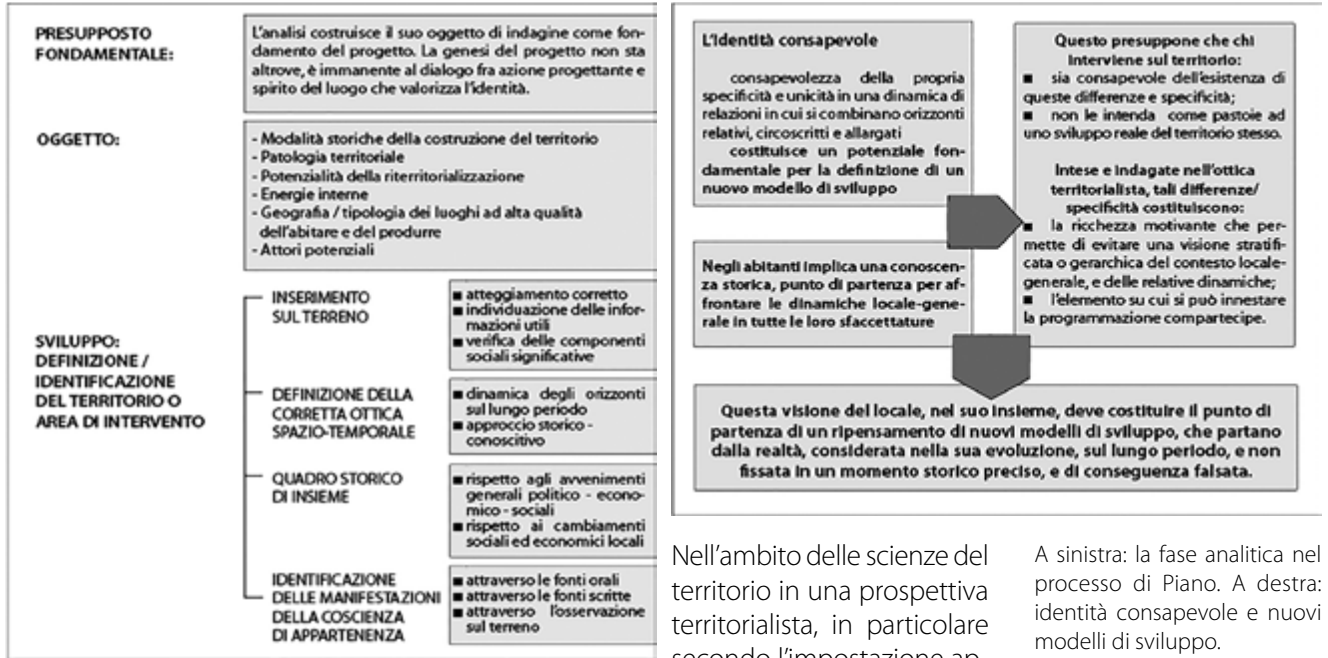 PRESUPPOSTO
FONDAMENTALE:
L'analisi costruisce il suo oggetto di indagine come fon-
damento del progetto. La genesi del progetto non sta
altrove, è immanente al dialogo fra azione progettante e
spirito del luogo che valorizza l'identità.
OGGETTO:
- Modalità storiche della costruzione del territorio
- Patologia territoriale
- Potenzialità della riterritorializzazione
- Energie interne
- Geografia / tipologia dei luoghi ad alta qualità
dell'abitare e del produrre
- Attori potenziali
SVILUPPO:
DEFINIZIONE /
IDENTIFICAZIONE
DEL TERRITORIO O
AREA DI INTERVENTO
INSERIMENTO
SUL TERRENO
■ atteggiamento corretto
■ individuazione delle infor-
mazioni utili
■ verifica delle componenti
sociali significative
DEFINIZIONE DELLA
CORRETTA OTTICA
SPAZIO-TEMPORALE
■ dinamica degli orizzonti
sul lungo periodo
■ approccio storico -
conoscitivo
QUADRO STORICO
DI INSIEME
■ rispetto agli avvenimenti
generali politico - econo-
mico - sociali
■ rispetto ai cambiamenti
sociali ed economici locali
IDENTIFICAZIONE
DELLE MANIFESTAZIONI
DELLA COSCIENZA
DI APPARTENENZA
■ attraverso le fonti orali
■ attraverso le fonti scritte
■ attraverso l'osservazione
sul terreno
L'identità consapevole
consapevolezza della propria
specificità e unicità in una dinamica di
relazioni in cui si combinano orizzonti
relativi, circoscritti e allargati
costituisce un potenziale fon-
damentale per la definizione di un
nuovo modello di sviluppo
Negli abitanti implica una conoscen-
za storica, punto di partenza per af-
frontare le dinamiche locale-gene-
rale in tutte le loro sfaccettature
Questo presuppone che chi
interviene sul territorio:
■ sia consapevole dell'esistenza di
queste differenze e specificità;
■ non le intenda come pastoie ad
uno sviluppo reale del territorio stesso.
Intese e indagate nell'ottica
territorialista, tali differenze/
specificità costituiscono:
■ la ricchezza motivante che per-
mette di evitare una visione stratifi-
cata o gerarchica del contesto locale-
generale, e delle relative dinamiche;
■ l'elemento su cui si può innestare
la programmazione compartecipe.
Questa visione del locale, nel suo insieme, deve costituire il punto di
partenza di un ripensamento di nuovi modelli di sviluppo, che partano
dalla realtà, considerata nella sua evoluzione, sul lungo periodo, e non
fissata in un momento storico preciso, e di conseguenza falsata.
Nell'ambito delle scienze del
territorio in una prospettiva
territorialista, in particolare
secondo l'impostazione ap-
A sinistra: la fase analitica nel
processo di Piano. A destra:
identità consapevole e nuovi
modelli di sviluppo.